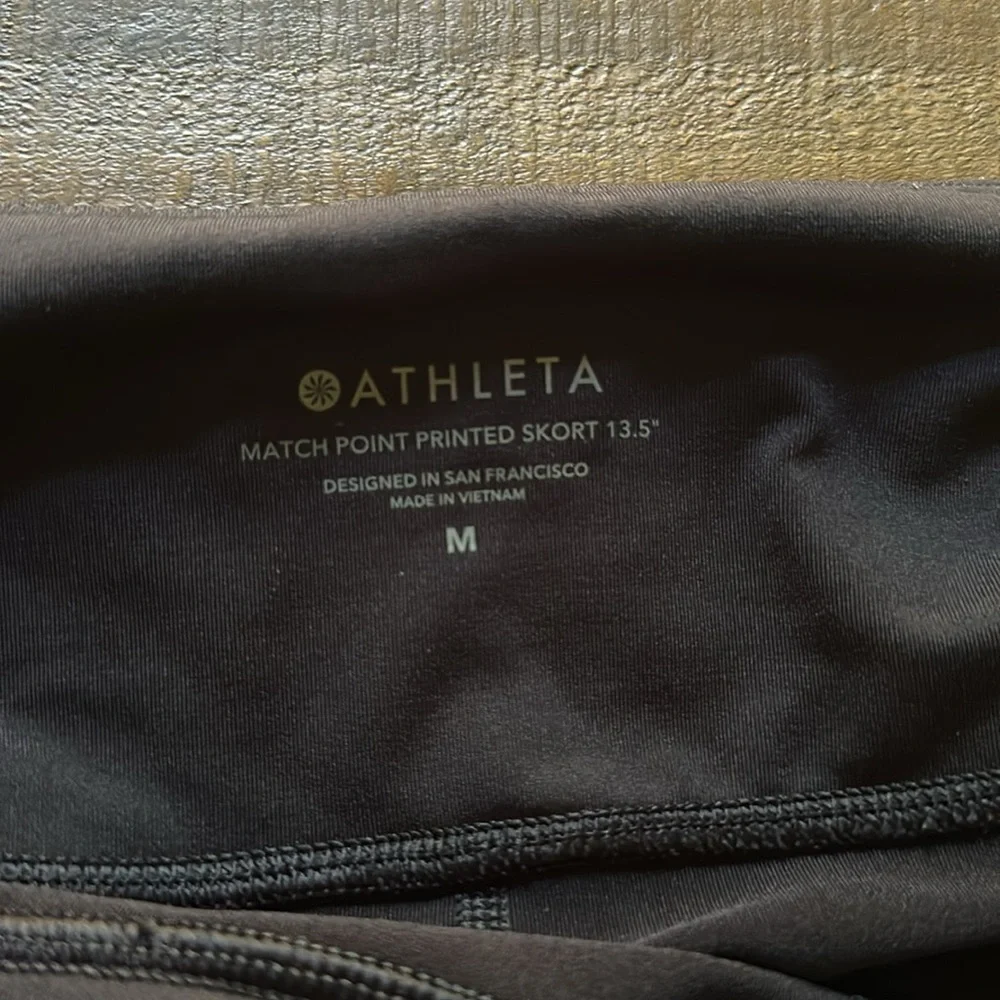 ATHLETA
MATCH POINT PRINTED SKORT 13.5"
DESIGNED IN SAN FRANCISCO
MADE IN VIETNAM
M